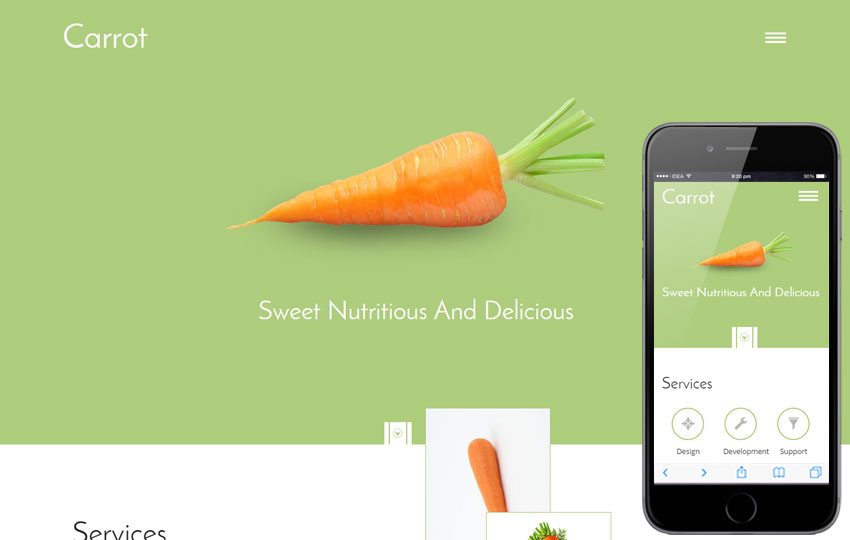 Carrot
Sweet Nutritious And Delicious
Services
IDEA 9:20 pm 90%
Carrot
Sweet Nutritious And Delicious
Services
Design Development Support